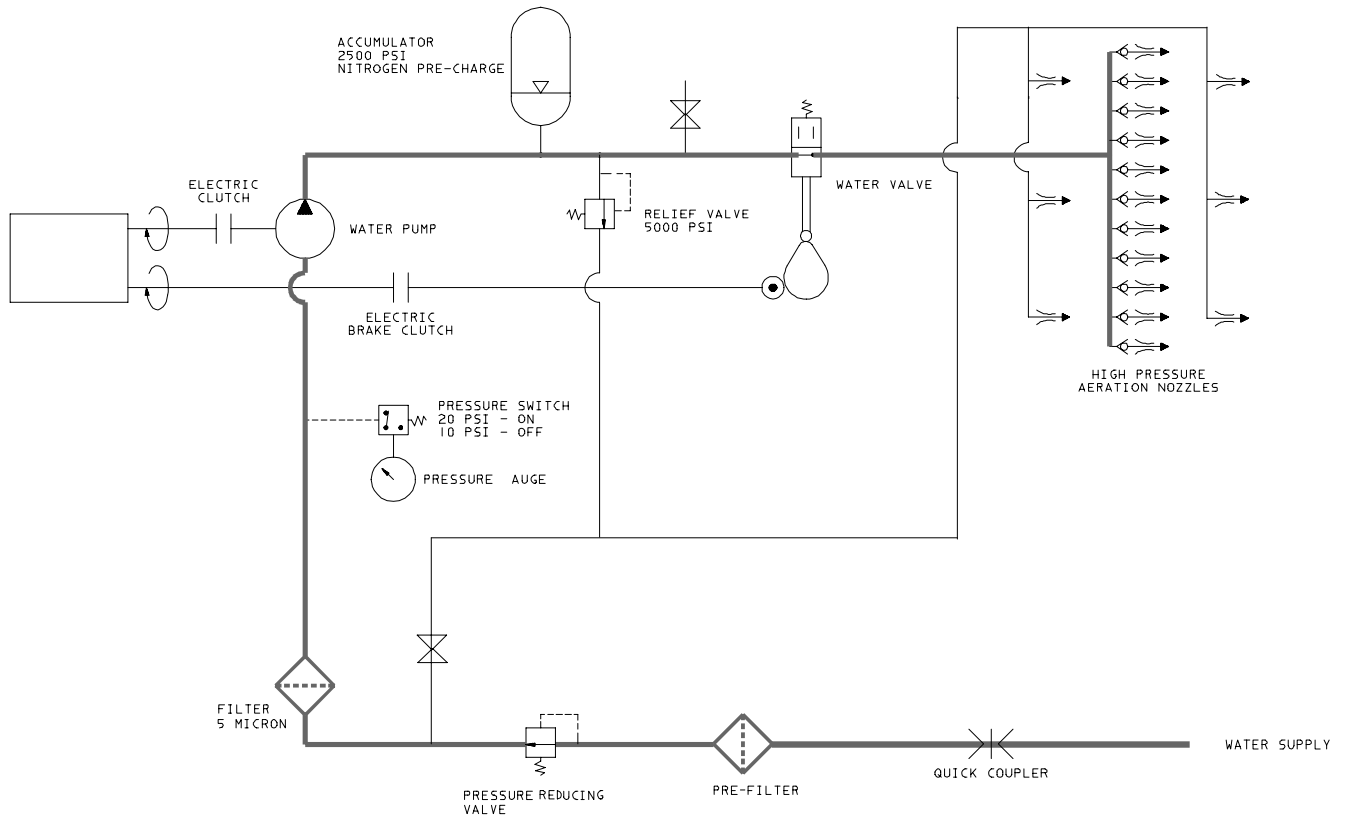 ACCUMULATOR
2500 PSI
NITROGEN PRE-CHARGE
ELECTRIC
CLUTCH
WATER PUMP
WATER VALVE
RELIEF VALVE
5000 PSI
ELECTRIC
BRAKE CLUTCH
HIGH PRESSURE
AERATION NOZZLES
PRESSURE SWITCH
20 PSI - ON
10 PSI - OFF
PRESSURE AUGE
FILTER
5 MICRON
WATER SUPPLY
QUICK COUPLER
PRE-FILTER
PRESSURE REDUCING
VALVE